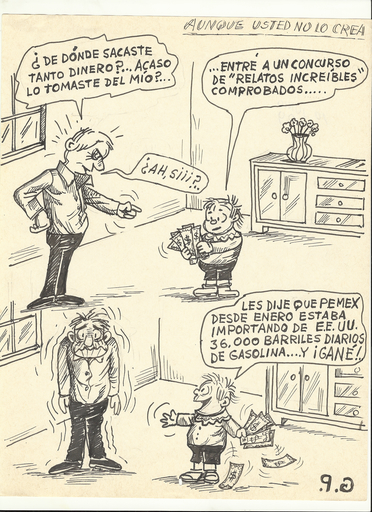 AUNQUE USTED NO LO CREA
¿DE DÓNDE SACASTE
TANTO DINERO?... ACASO
LO TOMASTE DEL MIO?...
...ENTRÉ A UN CONCURSO
DE "RELATOS INCREÍBLES"
COMPROBADOS.....
¿AH, Siii?..
LES DIJE QUE PEMEX
DESDE ENERO ESTABA
IMPORTANDO DE E.E. UU.
36.000 BARRILES DIARIOS
DE GASOLINA....Y ¡GANÉ!
G.P.